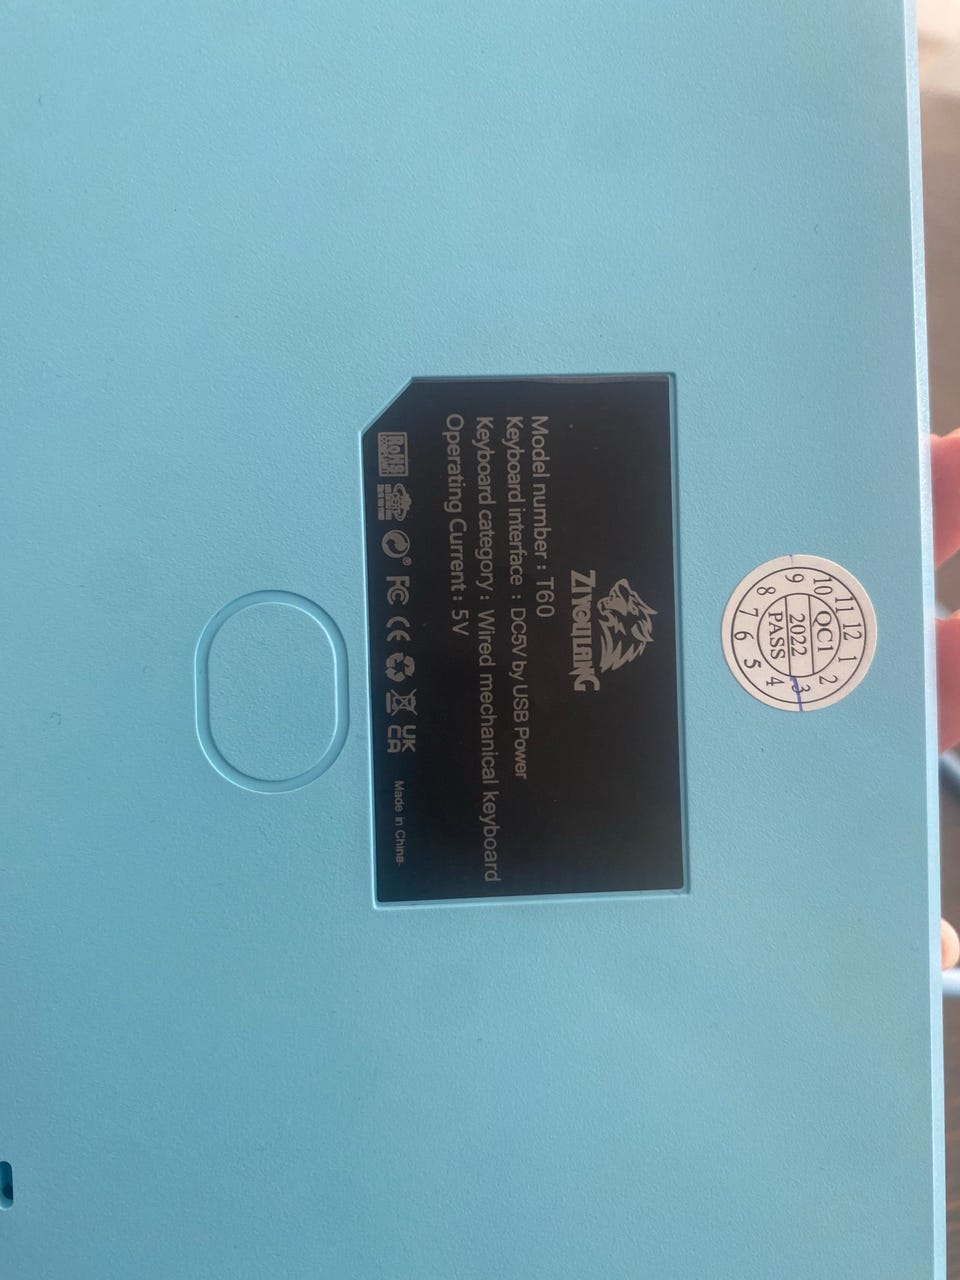 ZIYOULANG
Model number : T60
Keyboard interface : DC5V by USB Power
Keyboard category : Wired mechanical keyboard
Operating Current : 5V
RoHS
FC CE UK CA Made in China
12 1 2 3 4 5 6 7 8 9 10 11
QC1
2022
PASS